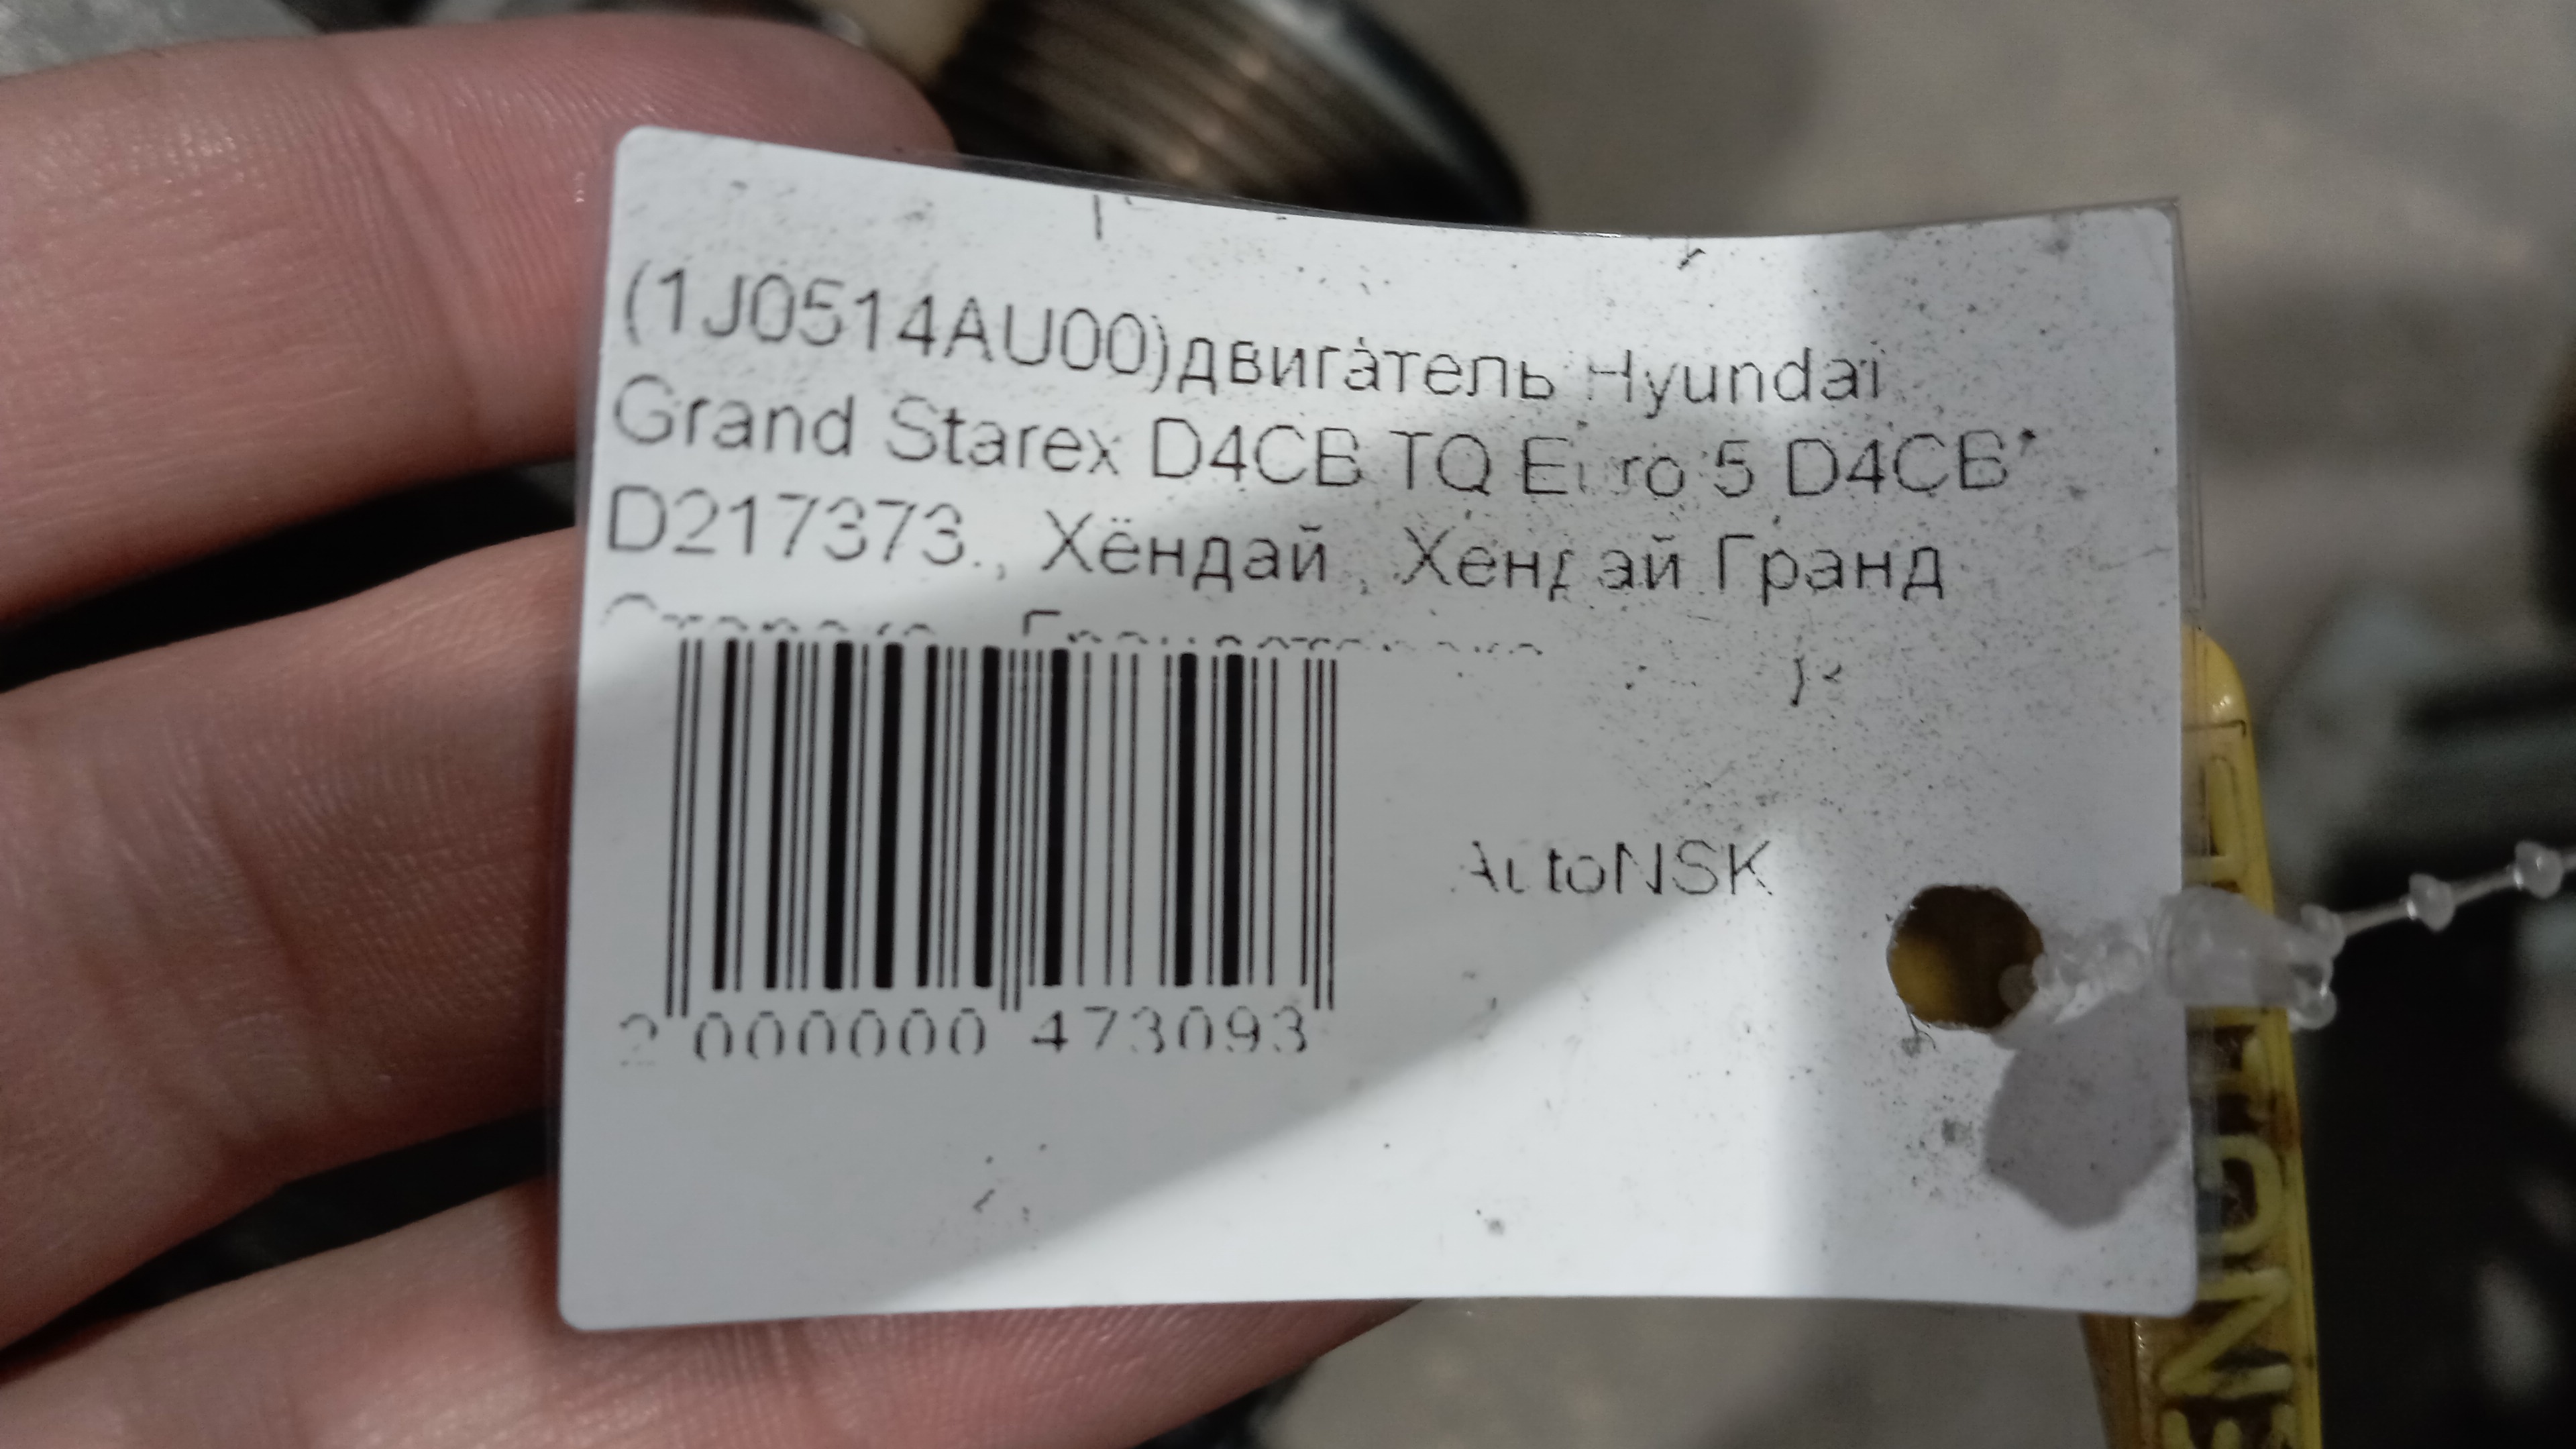 (1J0514AU00)двигатель Hyundai
Grand Starex D4CB TQ Euro 5 D4CB*
D217373., Хёндай , Хендай Гранд
AutoNSK
2 000000 473093